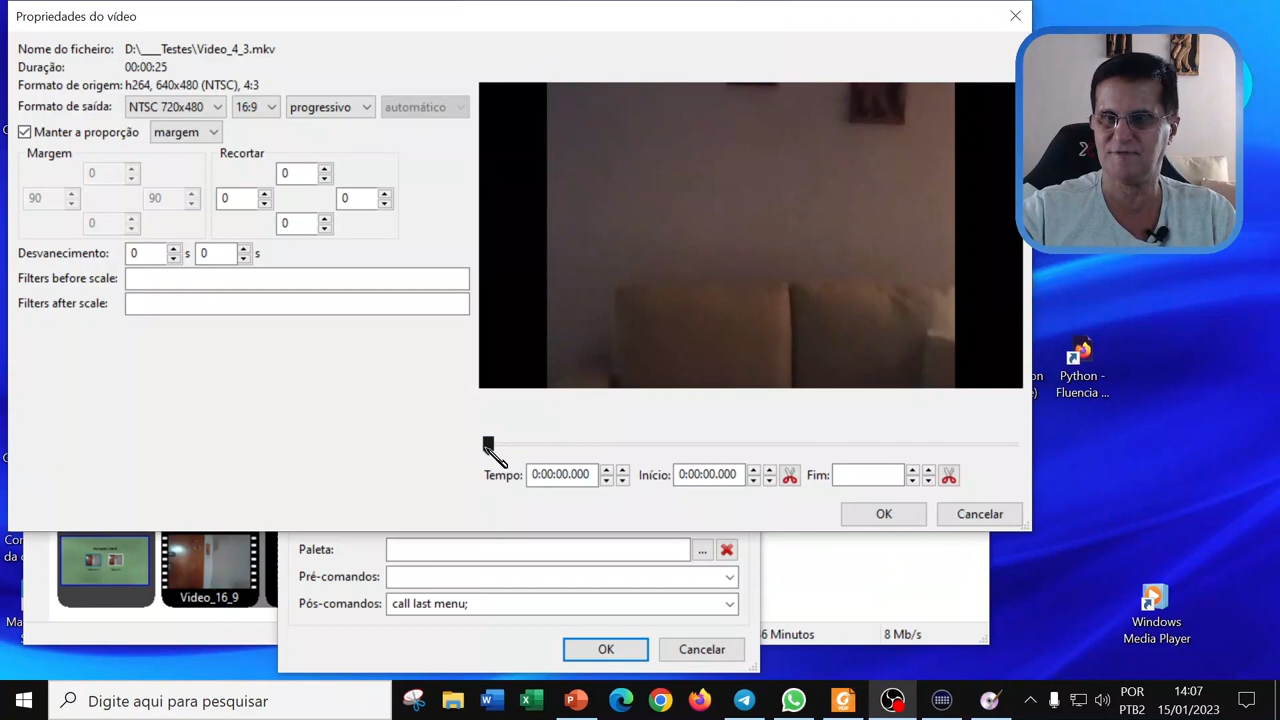 Propriedades do vídeo
Nome do ficheiro: D:\___Testes\Video_4_3.mkv
Duração: 00:00:25
Formato de origem: h264, 640x480 (NTSC), 4:3
Formato de saída: NTSC 720x480 16:9 progressivo automático
Manter a proporção margem
Margem Recortar
0 0
90 90 0 0
0 0
Desvanecimento: 0 s 0 s
Filters before scale:
Filters after scale:
Tempo: 0:00:00.000 Início: 0:00:00.000 Fim:
OK Cancelar
Python -
Fluencia ...
Paleta: ...
Pré-comandos:
Pós-comandos: call last menu;
Video_16_9
OK Cancelar
6 Minutos 8 Mb/s
Windows
Media Player
Digite aqui para pesquisar
POR
PTB2
14:07
15/01/2023